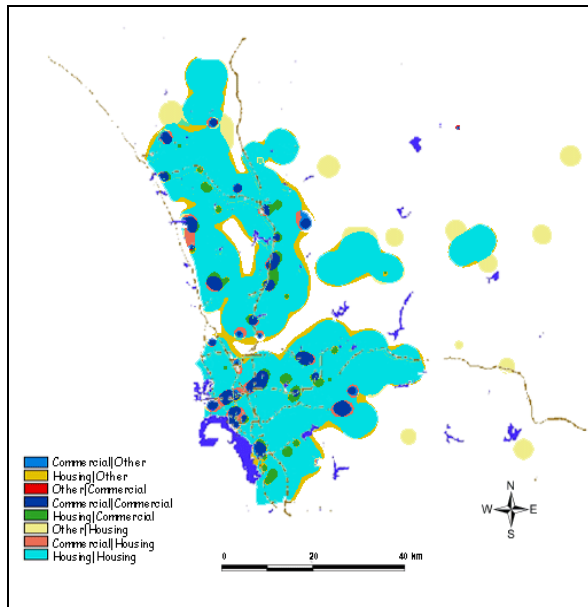 Commercial|Other
Housing|Other
Other|Commercial
Commercial|Commercial
Housing|Commercial
Other|Housing
Commercial|Housing
Housing|Housing
N
W E
S
0 20 40 km